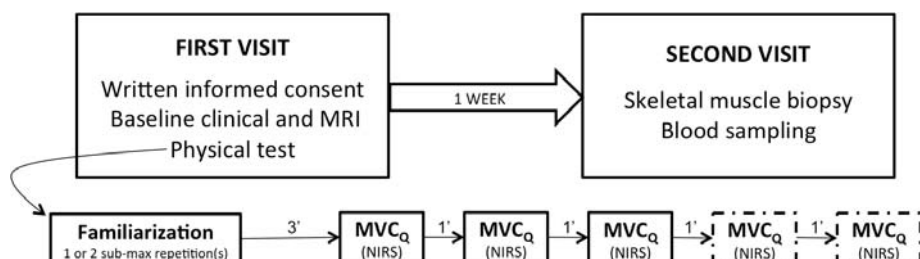 FIRST VISIT
Written informed consent
Baseline clinical and MRI
Physical test
1 WEEK
SECOND VISIT
Skeletal muscle biopsy
Blood sampling
Familiarization
1 or 2 sub-max repetition(s)
3'
MVCQ
(NIRS)
1'
MVCQ
(NIRS)
1'
MVCQ
(NIRS)
1'
MVCQ
(NIRS)
1'
MVCQ
(NIRS)